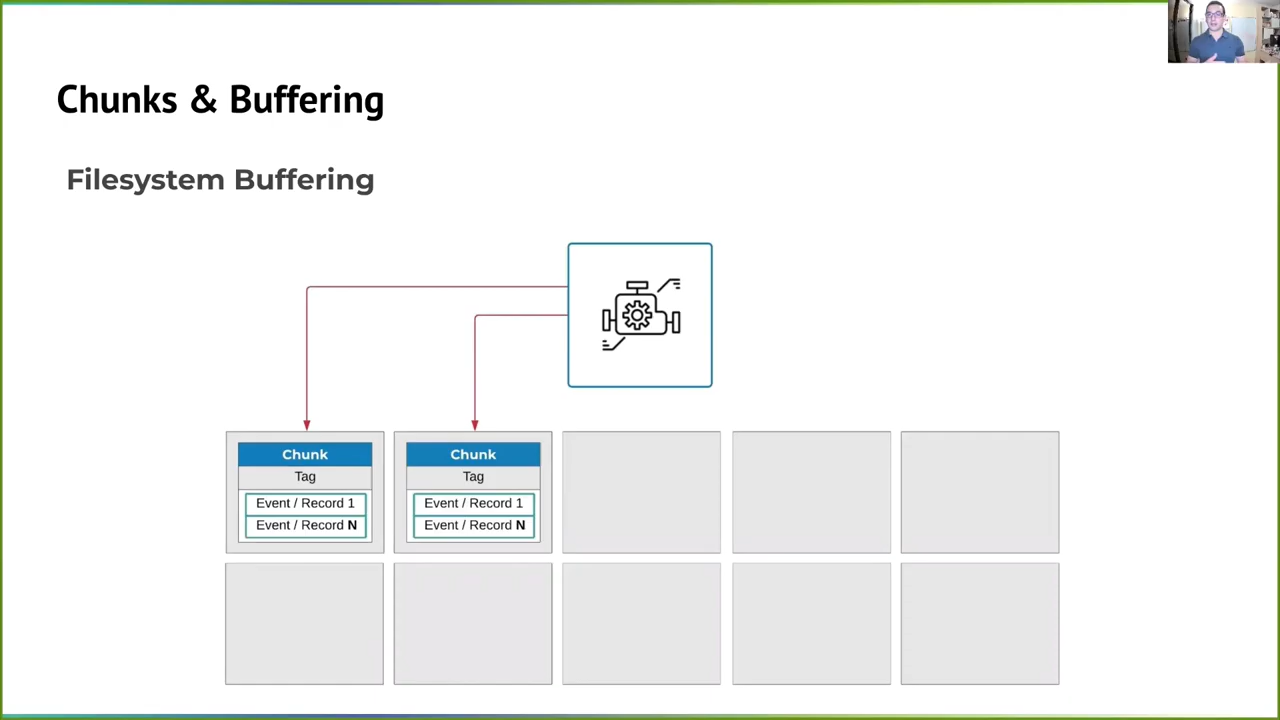 Chunks & Buffering
Filesystem Buffering
Chunk
Tag
Event / Record 1
Event / Record N
Chunk
Tag
Event / Record 1
Event / Record N